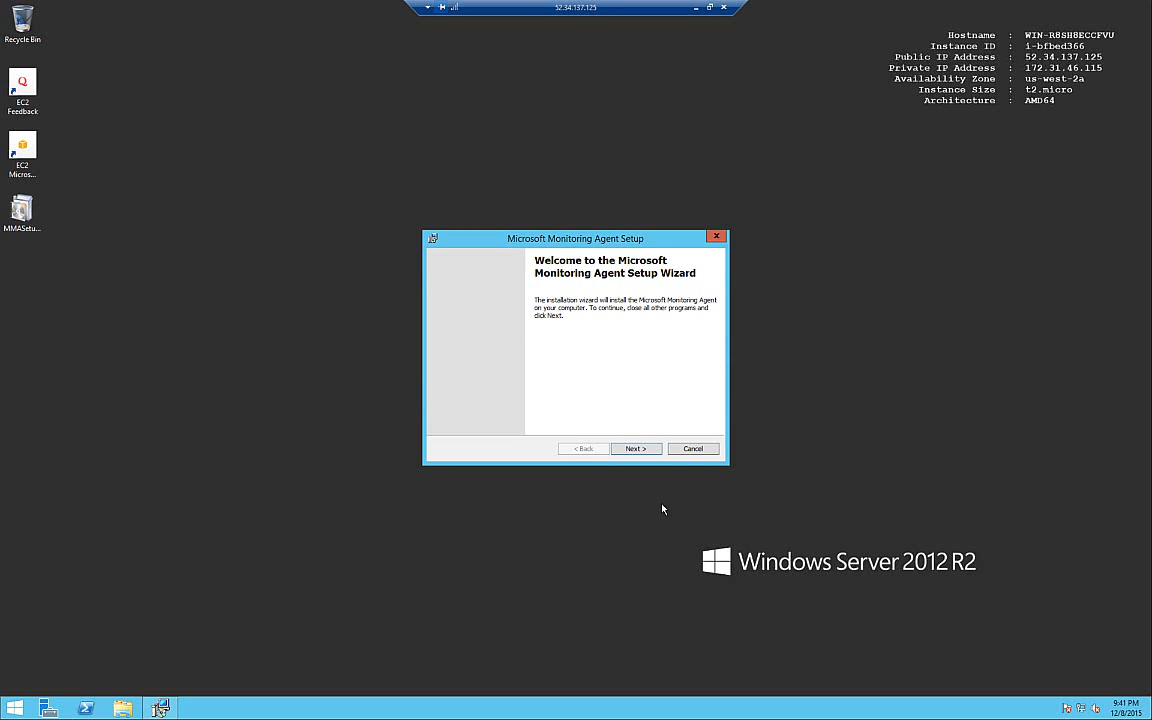 52.34.137.125
Recycle Bin
EC2
Feedback
EC2
Micros...
MMASetu...
Hostname : WIN-R8SH8ECCFVU
Instance ID : i-bfbed366
Public IP Address : 52.34.137.125
Private IP Address : 172.31.46.115
Availability Zone : us-west-2a
Instance Size : t2.micro
Architecture : AMD64
Microsoft Monitoring Agent Setup
Welcome to the Microsoft
Monitoring Agent Setup Wizard
The installation wizard will install the Microsoft Monitoring Agent
on your computer. To continue, close all other programs and
click Next.
< Back
Next >
Cancel
Windows Server 2012 R2
9:41 PM
12/8/2015